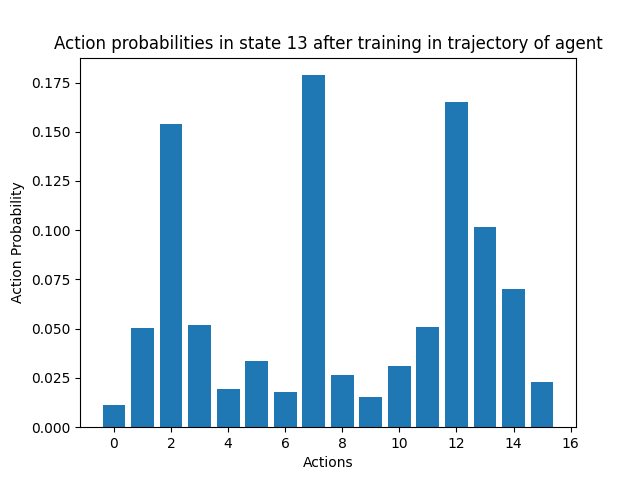 Action probabilities in state 13 after training in trajectory of agent
0.175
0.150
0.125
0.100
0.075
0.050
0.025
0.000
Action Probability
0 2 4 6 8 10 12 14 16
Actions